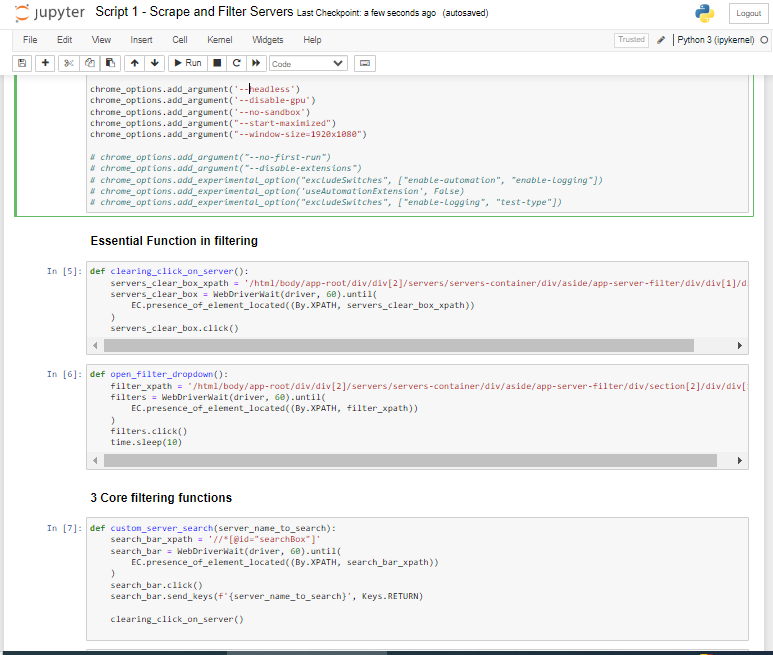 jupyter Script 1 - Scrape and Filter Servers Last Checkpoint: a few seconds ago (autosaved)
Logout
File Edit View Insert Cell Kernel Widgets Help
Trusted Python 3 (ipykernel)
Run Code
chrome_options.add_argument('--headless')
chrome_options.add_argument('--disable-gpu')
chrome_options.add_argument('--no-sandbox')
chrome_options.add_argument("--start-maximized")
chrome_options.add_argument("--window-size=1920x1080")
# chrome_options.add_argument("--no-first-run")
# chrome_options.add_argument("--disable-extensions")
# chrome_options.add_experimental_option("excludeSwitches", ["enable-automation", "enable-logging"])
# chrome_options.add_experimental_option('useAutomationExtension', False)
# chrome_options.add_experimental_option("excludeSwitches", ["enable-logging", "test-type"])
Essential Function in filtering
In [5]: def clearing_click_on_server():
servers_clear_box_xpath = '/html/body/app-root/div/div[2]/servers/servers-container/div/aside/app-server-filter/div/div[1]/d
servers_clear_box = WebDriverWait(driver, 60).until(
EC.presence_of_element_located((By.XPATH, servers_clear_box_xpath))
)
servers_clear_box.click()
In [6]: def open_filter_dropdown():
filter_xpath = '/html/body/app-root/div/div[2]/servers/servers-container/div/aside/app-server-filter/div/section[2]/div/div[
filters = WebDriverWait(driver, 60).until(
EC.presence_of_element_located((By.XPATH, filter_xpath))
)
filters.click()
time.sleep(10)
3 Core filtering functions
In [7]: def custom_server_search(server_name_to_search):
search_bar_xpath = '//*[@id="searchBox"]'
search_bar = WebDriverWait(driver, 60).until(
EC.presence_of_element_located((By.XPATH, search_bar_xpath))
)
search_bar.click()
search_bar.send_keys(f'{server_name_to_search}', Keys.RETURN)
clearing_click_on_server()